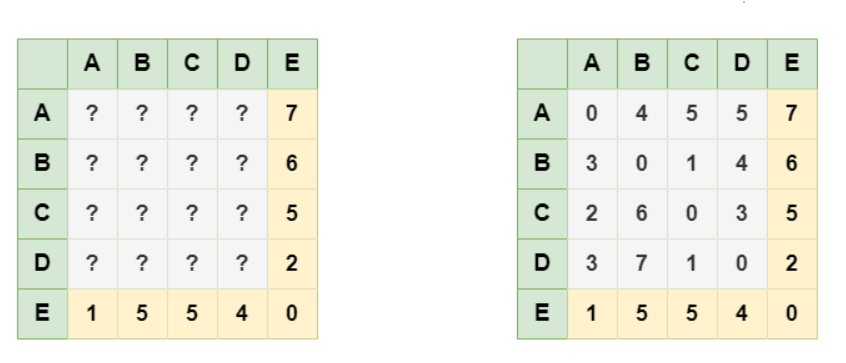 A B C D E
A ? ? ? ? 7
B ? ? ? ? 6
C ? ? ? ? 5
D ? ? ? ? 2
E 1 5 5 4 0
A B C D E
A 0 4 5 5 7
B 3 0 1 4 6
C 2 6 0 3 5
D 3 7 1 0 2
E 1 5 5 4 0